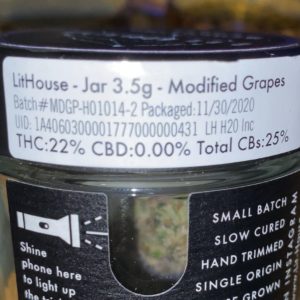 LitHouse - Jar 3.5g - Modified Grapes
Batch#MDGP-H01014-2 Packaged:11/30/2020
UID: 1A4060300001777000000431 LH H20 Inc
THC:22% CBD:0.00% Total CBs:25%
Shine
phone here
to light up
SMALL BATCH
SLOW CURED
HAND TRIMMED
SINGLE ORIGIN
GROWN
INSTAGRAM